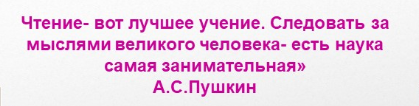 Чтение- вот лучшее учение. Следовать за
мыслями великого человека- есть наука
самая занимательная»
А.С.Пушкин